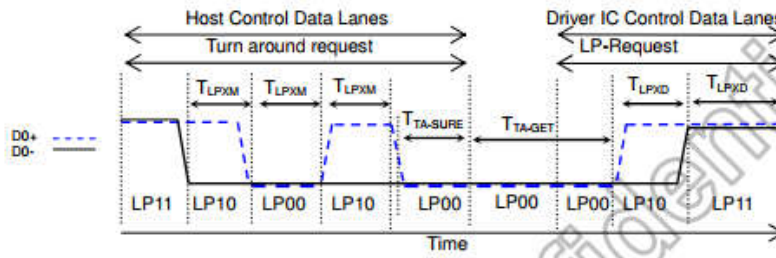 Host Control Data Lanes
Driver IC Control Data Lanes
Turn around request
LP-Request
TLPXM TLPXM TLPXM TLPXD TLPXD
TTA-SURE TTA-GET
D0+
D0-
LP11 LP10 LP00 LP10 LP00 LP00 LP00 LP10 LP11
Time